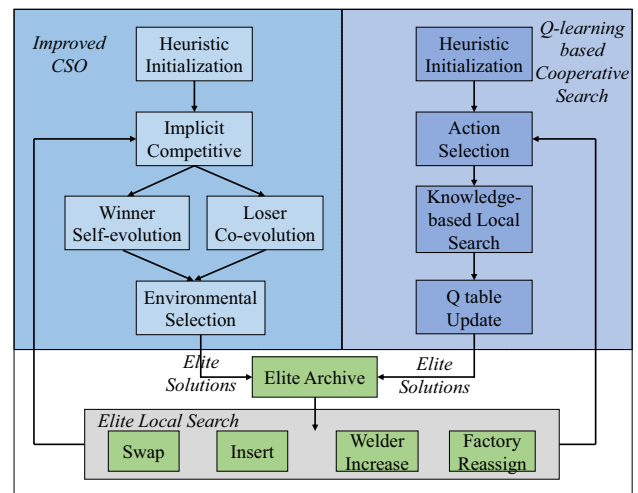 Improved
CSO
Heuristic
Initialization
Implicit
Competitive
Winner
Self-evolution
Loser
Co-evolution
Environmental
Selection
Q-learning
based
Cooperative
Search
Heuristic
Initialization
Action
Selection
Knowledge-
based Local
Search
Q table
Update
Elite
Solutions
Elite Archive
Elite
Solutions
Elite Local Search
Swap
Insert
Welder
Increase
Factory
Reassign